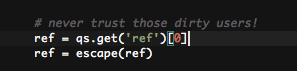 # never trust those dirty users!
ref = qs.get('ref')[0]
ref = escape(ref)